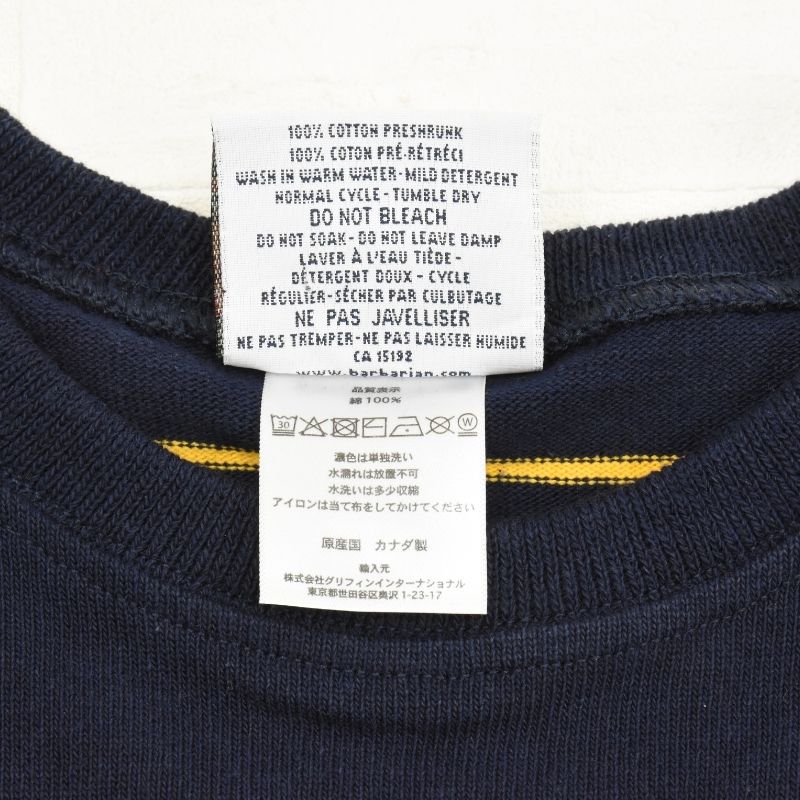 100% COTTON PRESHRUNK
100% COTON PRÉ-RÉTRÉCI
WASH IN WARM WATER-MILD DETERGENT
NORMAL CYCLE-TUMBLE DRY
DO NOT BLEACH
DO NOT SOAK-DO NOT LEAVE DAMP
LAVER À L'EAU TIÈDE-
DÉTERGENT DOUX-CYCLE
RÉGULIER-SÉCHER PAR CULBUTAGE
NE PAS JAVELLISER
NE PAS TREMPER-NE PAS LAISSER HUMIDE
CA 15192
www.barbarian.com
品質表示
綿100%
30 W
濃色は単独洗い
水濡れは放置不可
水洗いは多少収縮
アイロンは当て布をしてかけてください
原産国 カナダ製
輸入元
株式会社グリフィンインターナショナル
東京都世田谷区奥沢1-23-17